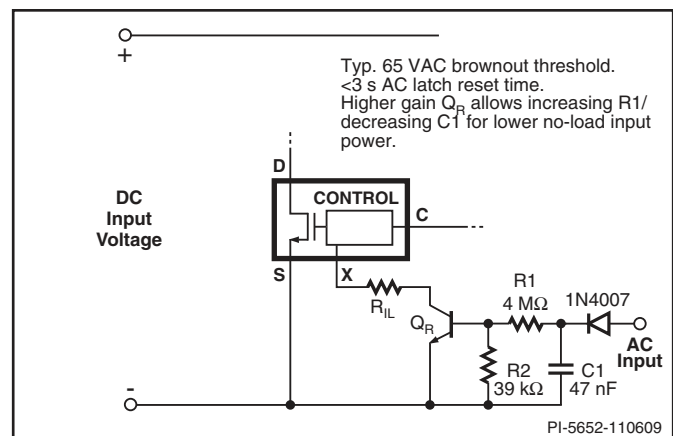 +
Typ. 65 VAC brownout threshold.
<3 s AC latch reset time.
Higher gain QR allows increasing R1/
decreasing C1 for lower no-load input
power.
D
CONTROL
C
DC
Input
Voltage
S
X
RIL
QR
R1
4 MΩ
1N4007
AC
Input
R2
39 kΩ
C1
47 nF
-
PI-5652-110609